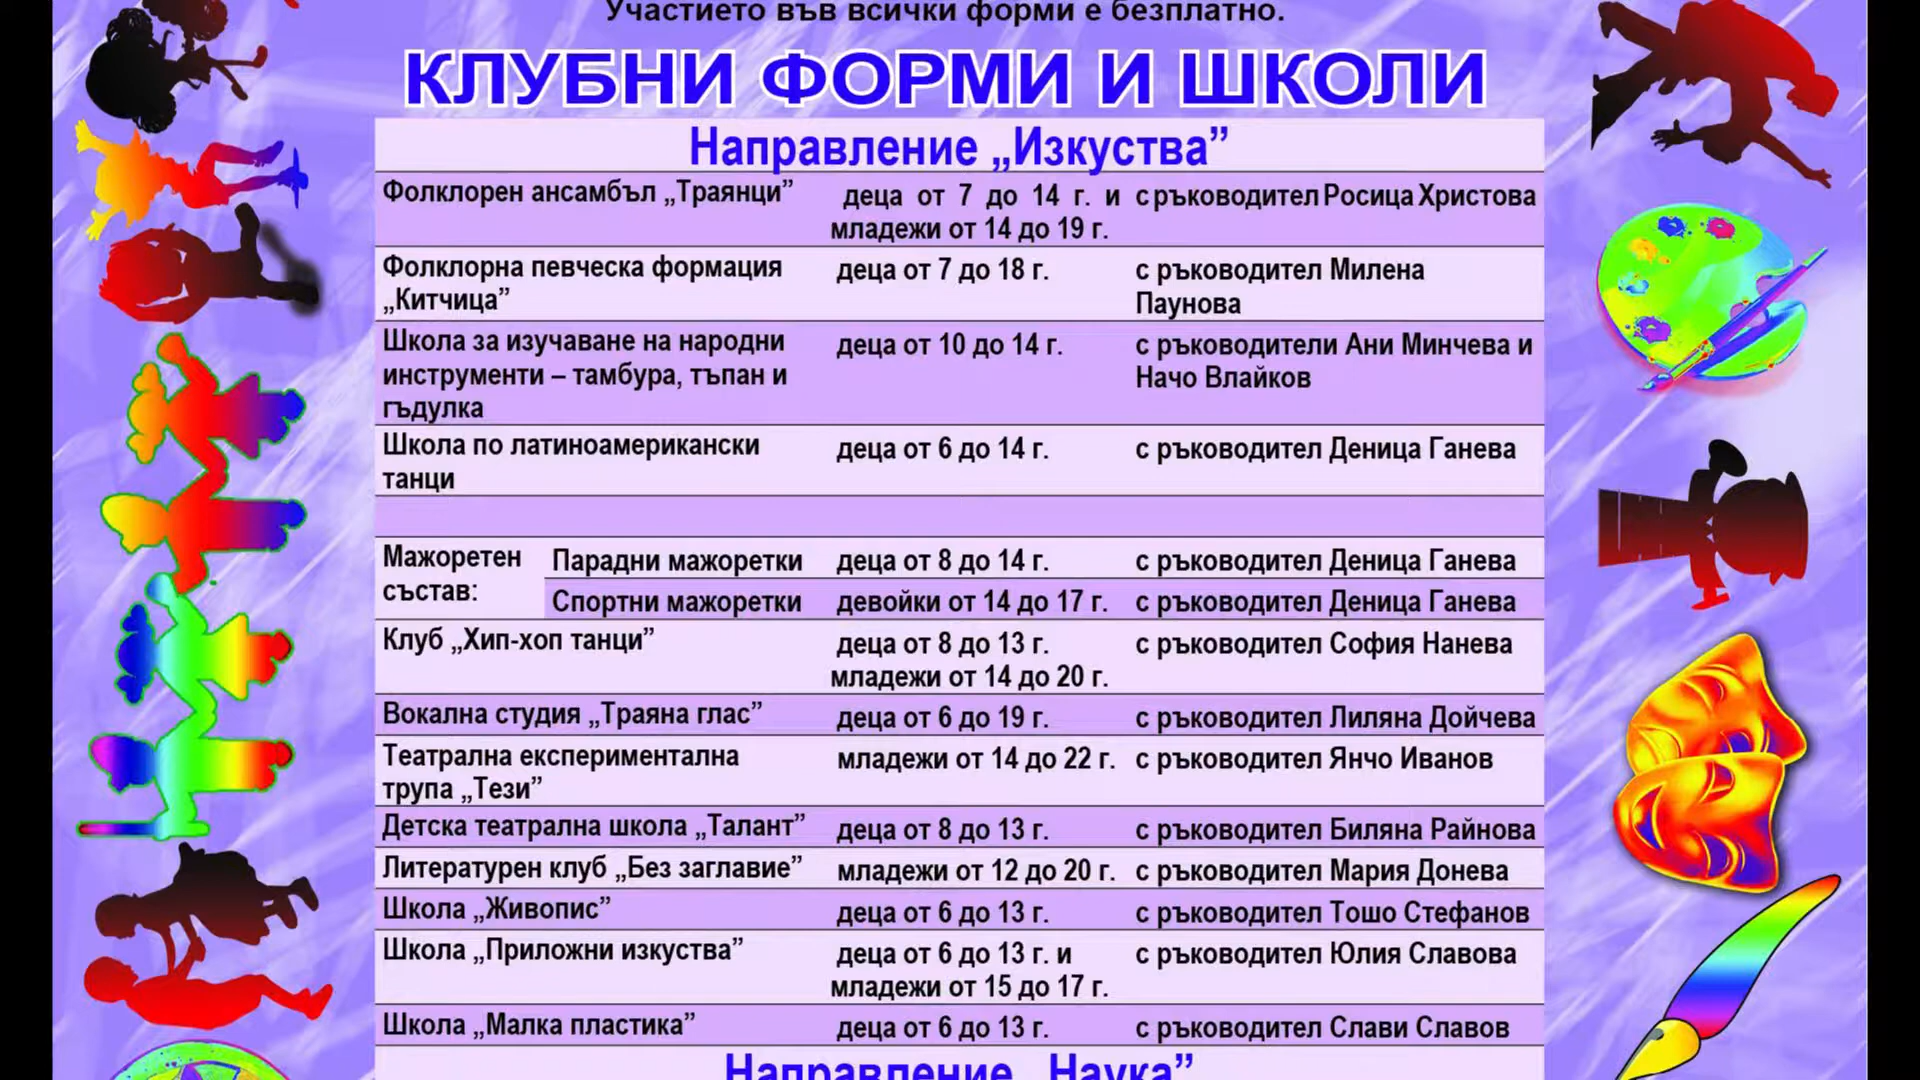 Участието във всички форми е безплатно.
КЛУБНИ ФОРМИ И ШКОЛИ
Направление „Изкуства”
Фолклорен ансамбъл „Траянци” деца от 7 до 14 г. и с ръководител Росица Христова
младежи от 14 до 19 г.
Фолклорна певческа формация деца от 7 до 18 г. с ръководител Милена
„Китчица” Паунова
Школа за изучаване на народни деца от 10 до 14 г. с ръководители Ани Минчева и
инструменти – тамбура, тъпан и Начо Влайков
гъдулка
Школа по латиноамерикански деца от 6 до 14 г. с ръководител Деница Ганева
танци
Мажоретен Парадни мажоретки деца от 8 до 14 г. с ръководител Деница Ганева
състав: Спортни мажоретки девойки от 14 до 17 г. с ръководител Деница Ганева
Клуб „Хип-хоп танци” деца от 8 до 13 г. с ръководител София Нанева
младежи от 14 до 20 г.
Вокална студия „Траяна глас” деца от 6 до 19 г. с ръководител Лиляна Дойчева
Театрална експериментална младежи от 14 до 22 г. с ръководител Янчо Иванов
трупа „Тези”
Детска театрална школа „Талант” деца от 8 до 13 г. с ръководител Биляна Райнова
Литературен клуб „Без заглавие” младежи от 12 до 20 г. с ръководител Мария Донева
Школа „Живопис” деца от 6 до 13 г. с ръководител Тошо Стефанов
Школа „Приложни изкуства” деца от 6 до 13 г. и с ръководител Юлия Славова
младежи от 15 до 17 г.
Школа „Малка пластика” деца от 6 до 13 г. с ръководител Слави Славов
Направление „Наука”